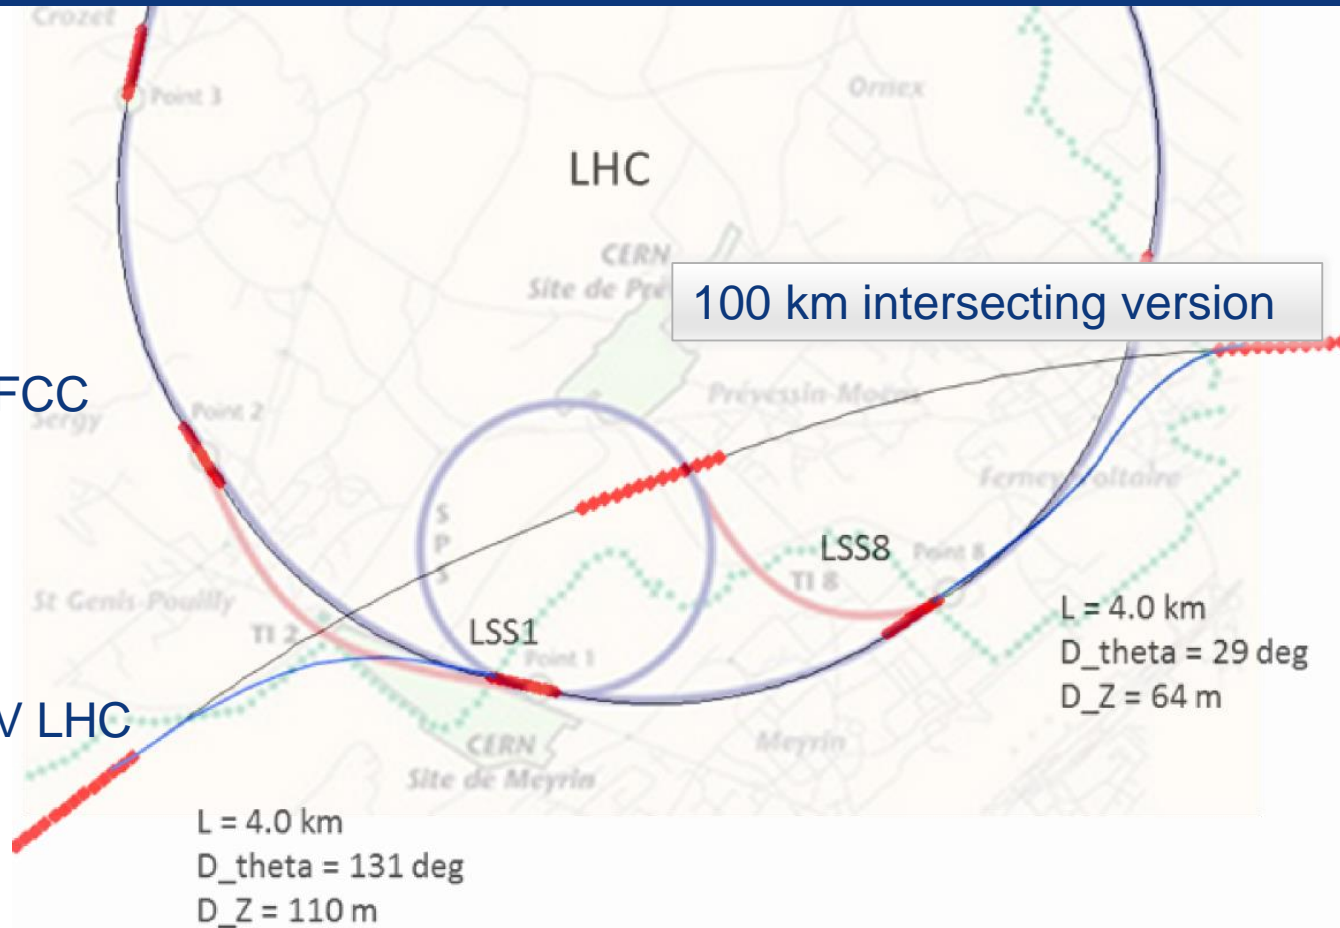 Crozet
Point 3
Ornex
LHC
CERN
Site de Pré
100 km intersecting version
FCC
Sergy
Point 2
Prévessin-Moëns
Ferney Voltaire
S
P
S
LSS8
Point 8
TI 8
St Genis-Pouilly
TI 2
LSS1
Point 1
L = 4.0 km
D_theta = 29 deg
D_Z = 64 m
V LHC
CERN
Site de Meyrin
Meyrin
L = 4.0 km
D_theta = 131 deg
D_Z = 110 m